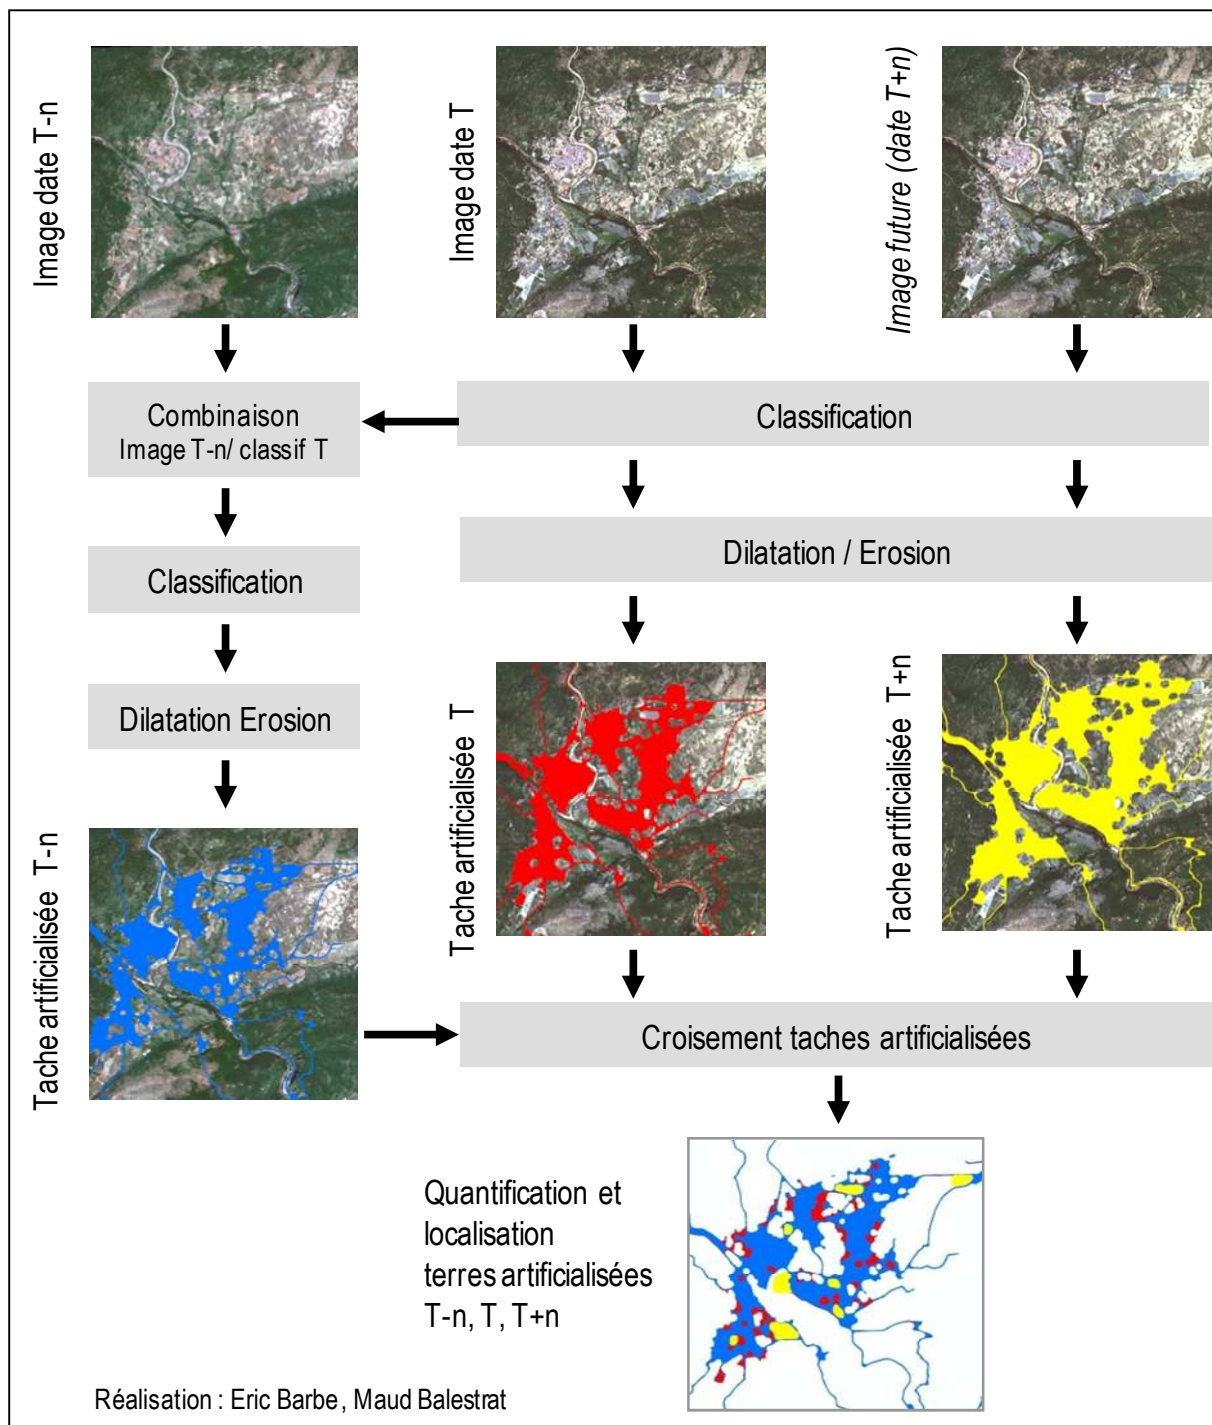 Image date T-n
Image date T
Image future (date T+n)
Combinaison
Image T-n/ classif T
Classification
Dilatation / Erosion
Classification
Dilatation Erosion
Tache artificialisée T-n
Tache artificialisée T
Tache artificialisée T+n
Croisement taches artificialisées
Quantification et
localisation
terres artificialisées
T-n, T, T+n
Réalisation : Eric Barbe, Maud Balestrat